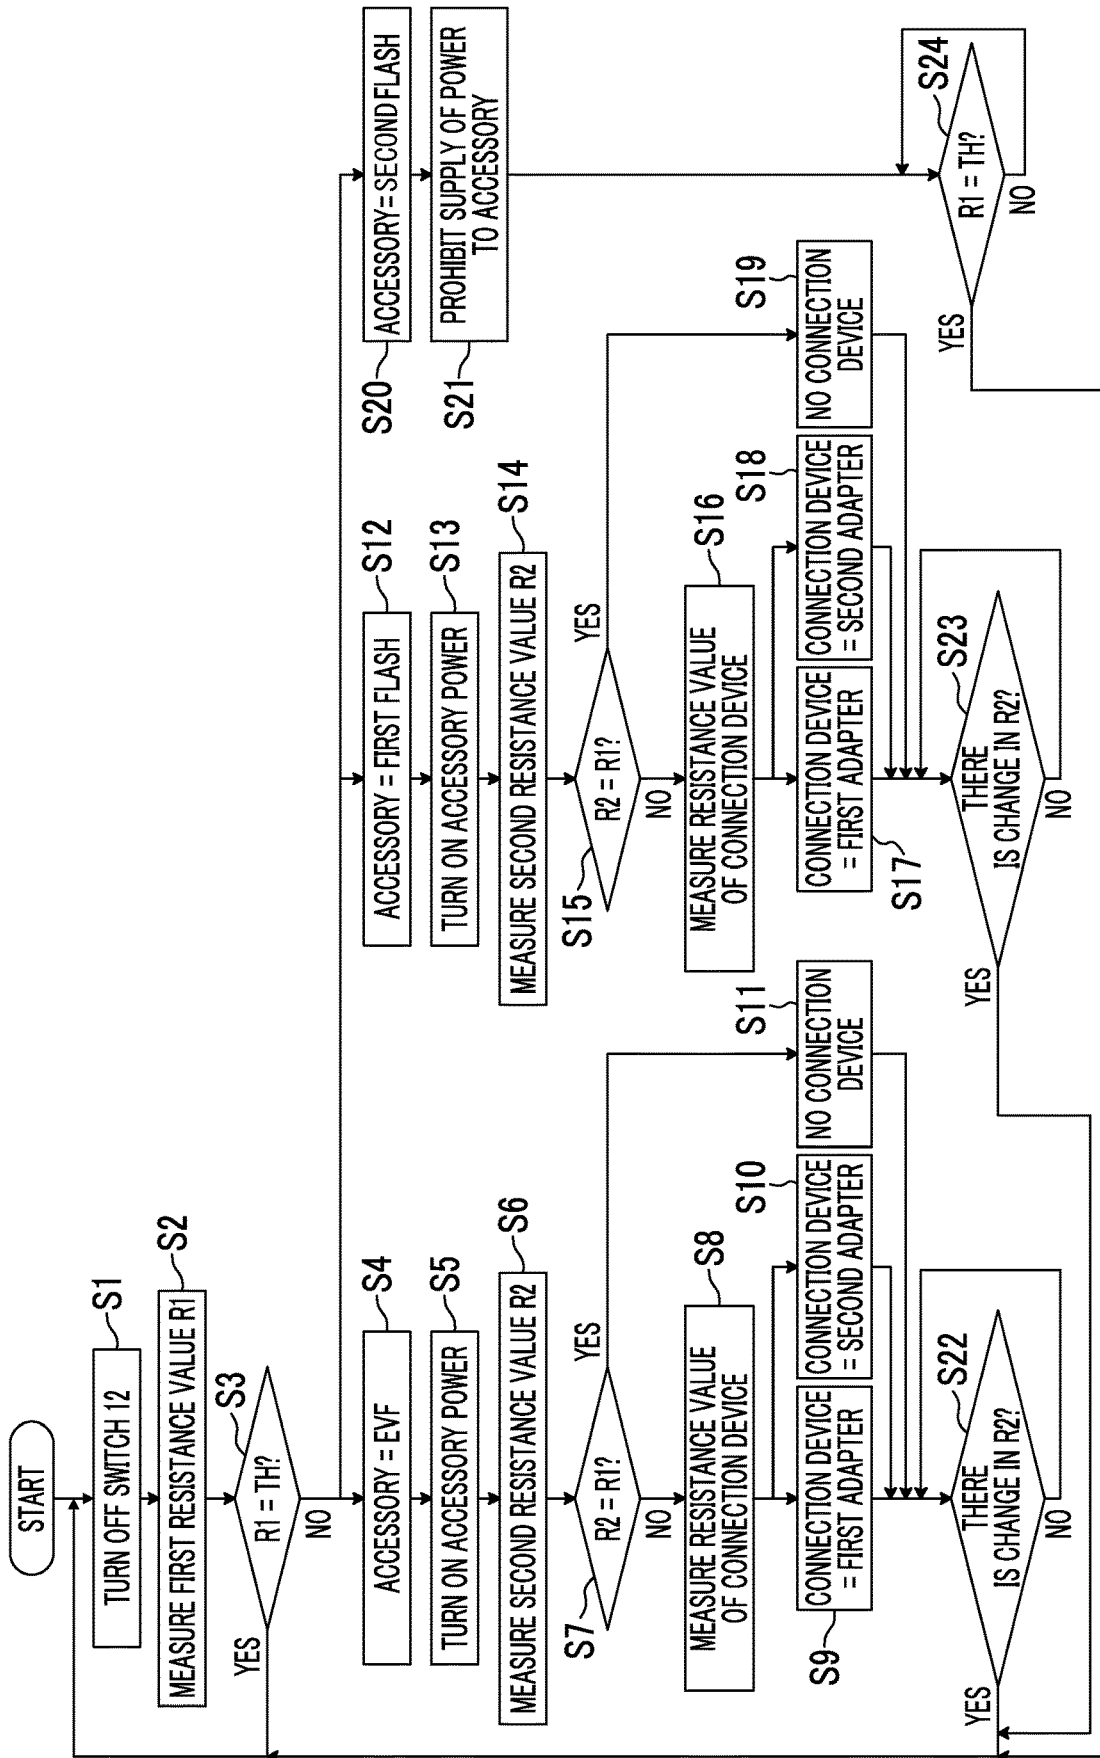 START
TURN OFF SWITCH 12
S1
MEASURE FIRST RESISTANCE VALUE R1
S2
R1 = TH?
S3
YES
NO
ACCESSORY = EVF
S4
TURN ON ACCESSORY POWER
S5
MEASURE SECOND RESISTANCE VALUE R2
S6
R2 = R1?
S7
YES
NO
MEASURE RESISTANCE VALUE
OF CONNECTION DEVICE
S8
CONNECTION DEVICE
= FIRST ADAPTER
S9
CONNECTION DEVICE
= SECOND ADAPTER
S10
NO CONNECTION
DEVICE
S11
THERE
IS CHANGE IN R2?
S22
YES
NO
ACCESSORY = FIRST FLASH
S12
TURN ON ACCESSORY POWER
S13
MEASURE SECOND RESISTANCE VALUE R2
S14
R2 = R1?
S15
YES
NO
MEASURE RESISTANCE VALUE
OF CONNECTION DEVICE
S16
CONNECTION DEVICE
= FIRST ADAPTER
S17
CONNECTION DEVICE
= SECOND ADAPTER
S18
NO CONNECTION
DEVICE
S19
THERE
IS CHANGE IN R2?
S23
YES
NO
ACCESSORY=SECOND FLASH
S20
PROHIBIT SUPPLY OF POWER
TO ACCESSORY
S21
R1 = TH?
S24
YES
NO